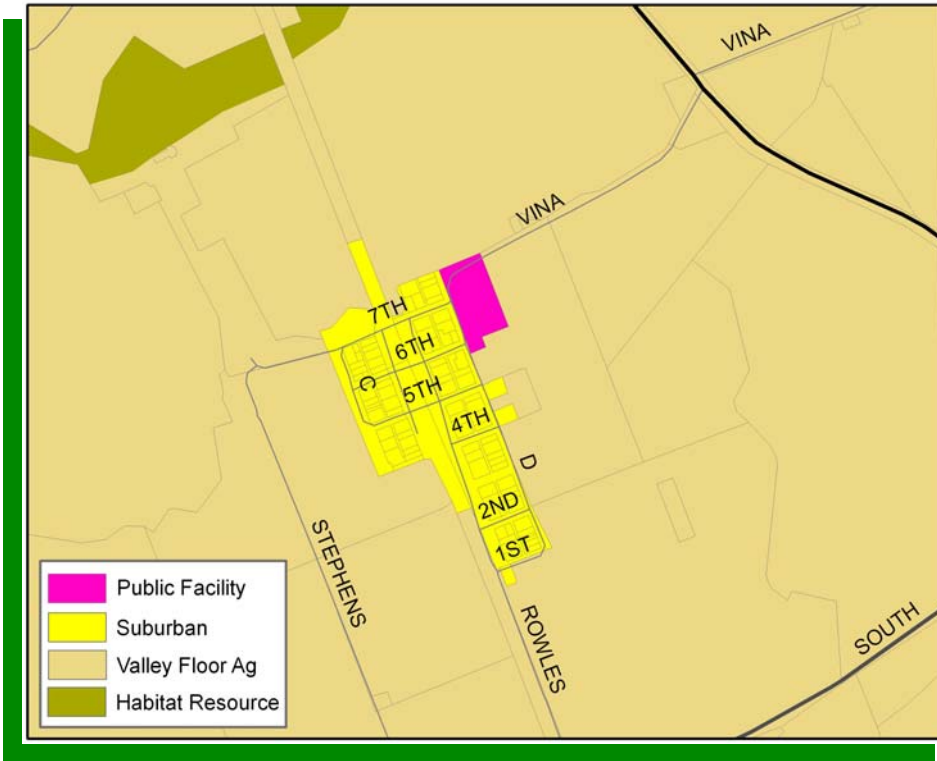 VINA
VINA
7TH
6TH
C
5TH
4TH
D
2ND
1ST
STEPHENS
ROWLES
SOUTH
Public Facility
Suburban
Valley Floor Ag
Habitat Resource